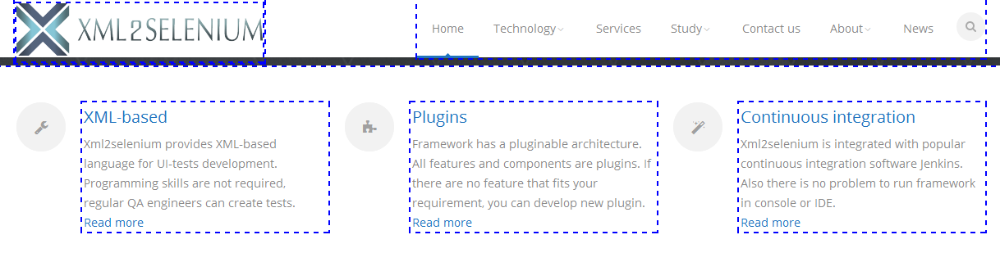 XML2SELENIUM
Home Technology Services Study Contact us About News
XML-based
Xml2selenium provides XML-based
language for UI-tests development.
Programming skills are not required,
regular QA engineers can create tests.
Read more
Plugins
Framework has a pluginable architecture.
All features and components are plugins. If
there are no feature that fits your
requirement, you can develop new plugin.
Read more
Continuous integration
Xml2selenium is integrated with popular
continuous integration software Jenkins.
Also there is no problem to run framework
in console or IDE.
Read more